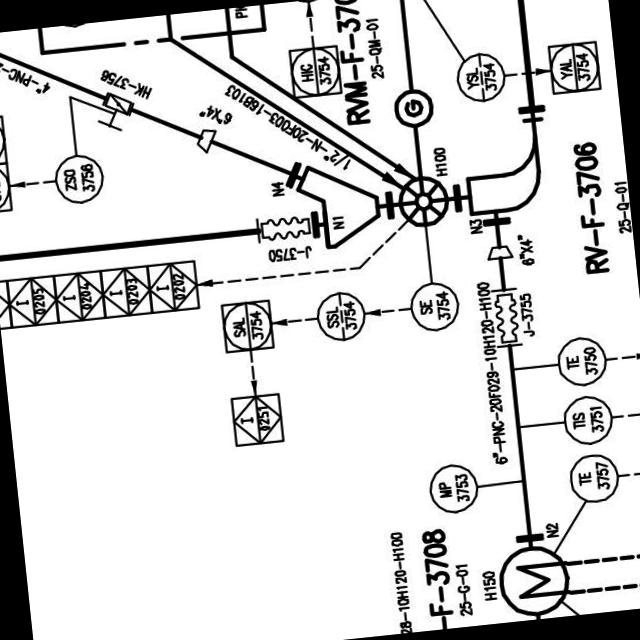 HIC
3754
RVM-F-370
25-QM-01
YSL
3754
YAL
3754
4"-PNC-
HK-3756
6"X4"
1/2"-N-20F003-16B103
G
H100
ZSO
3756
N4
N1
N3
J-3750
6"X4"
RV-F-3706
25-Q-01
I
0205
I
0204
I
0203
I
0202
SAL
3754
SSL
3754
SE
3754
J-3755
6"-PNC-20F029-10H120-H100
I
0251
TE
3750
TIS
3751
TE
3757
MP
3753
N2
28-10H120-H100
-F-3708
25-G-01
H150
M